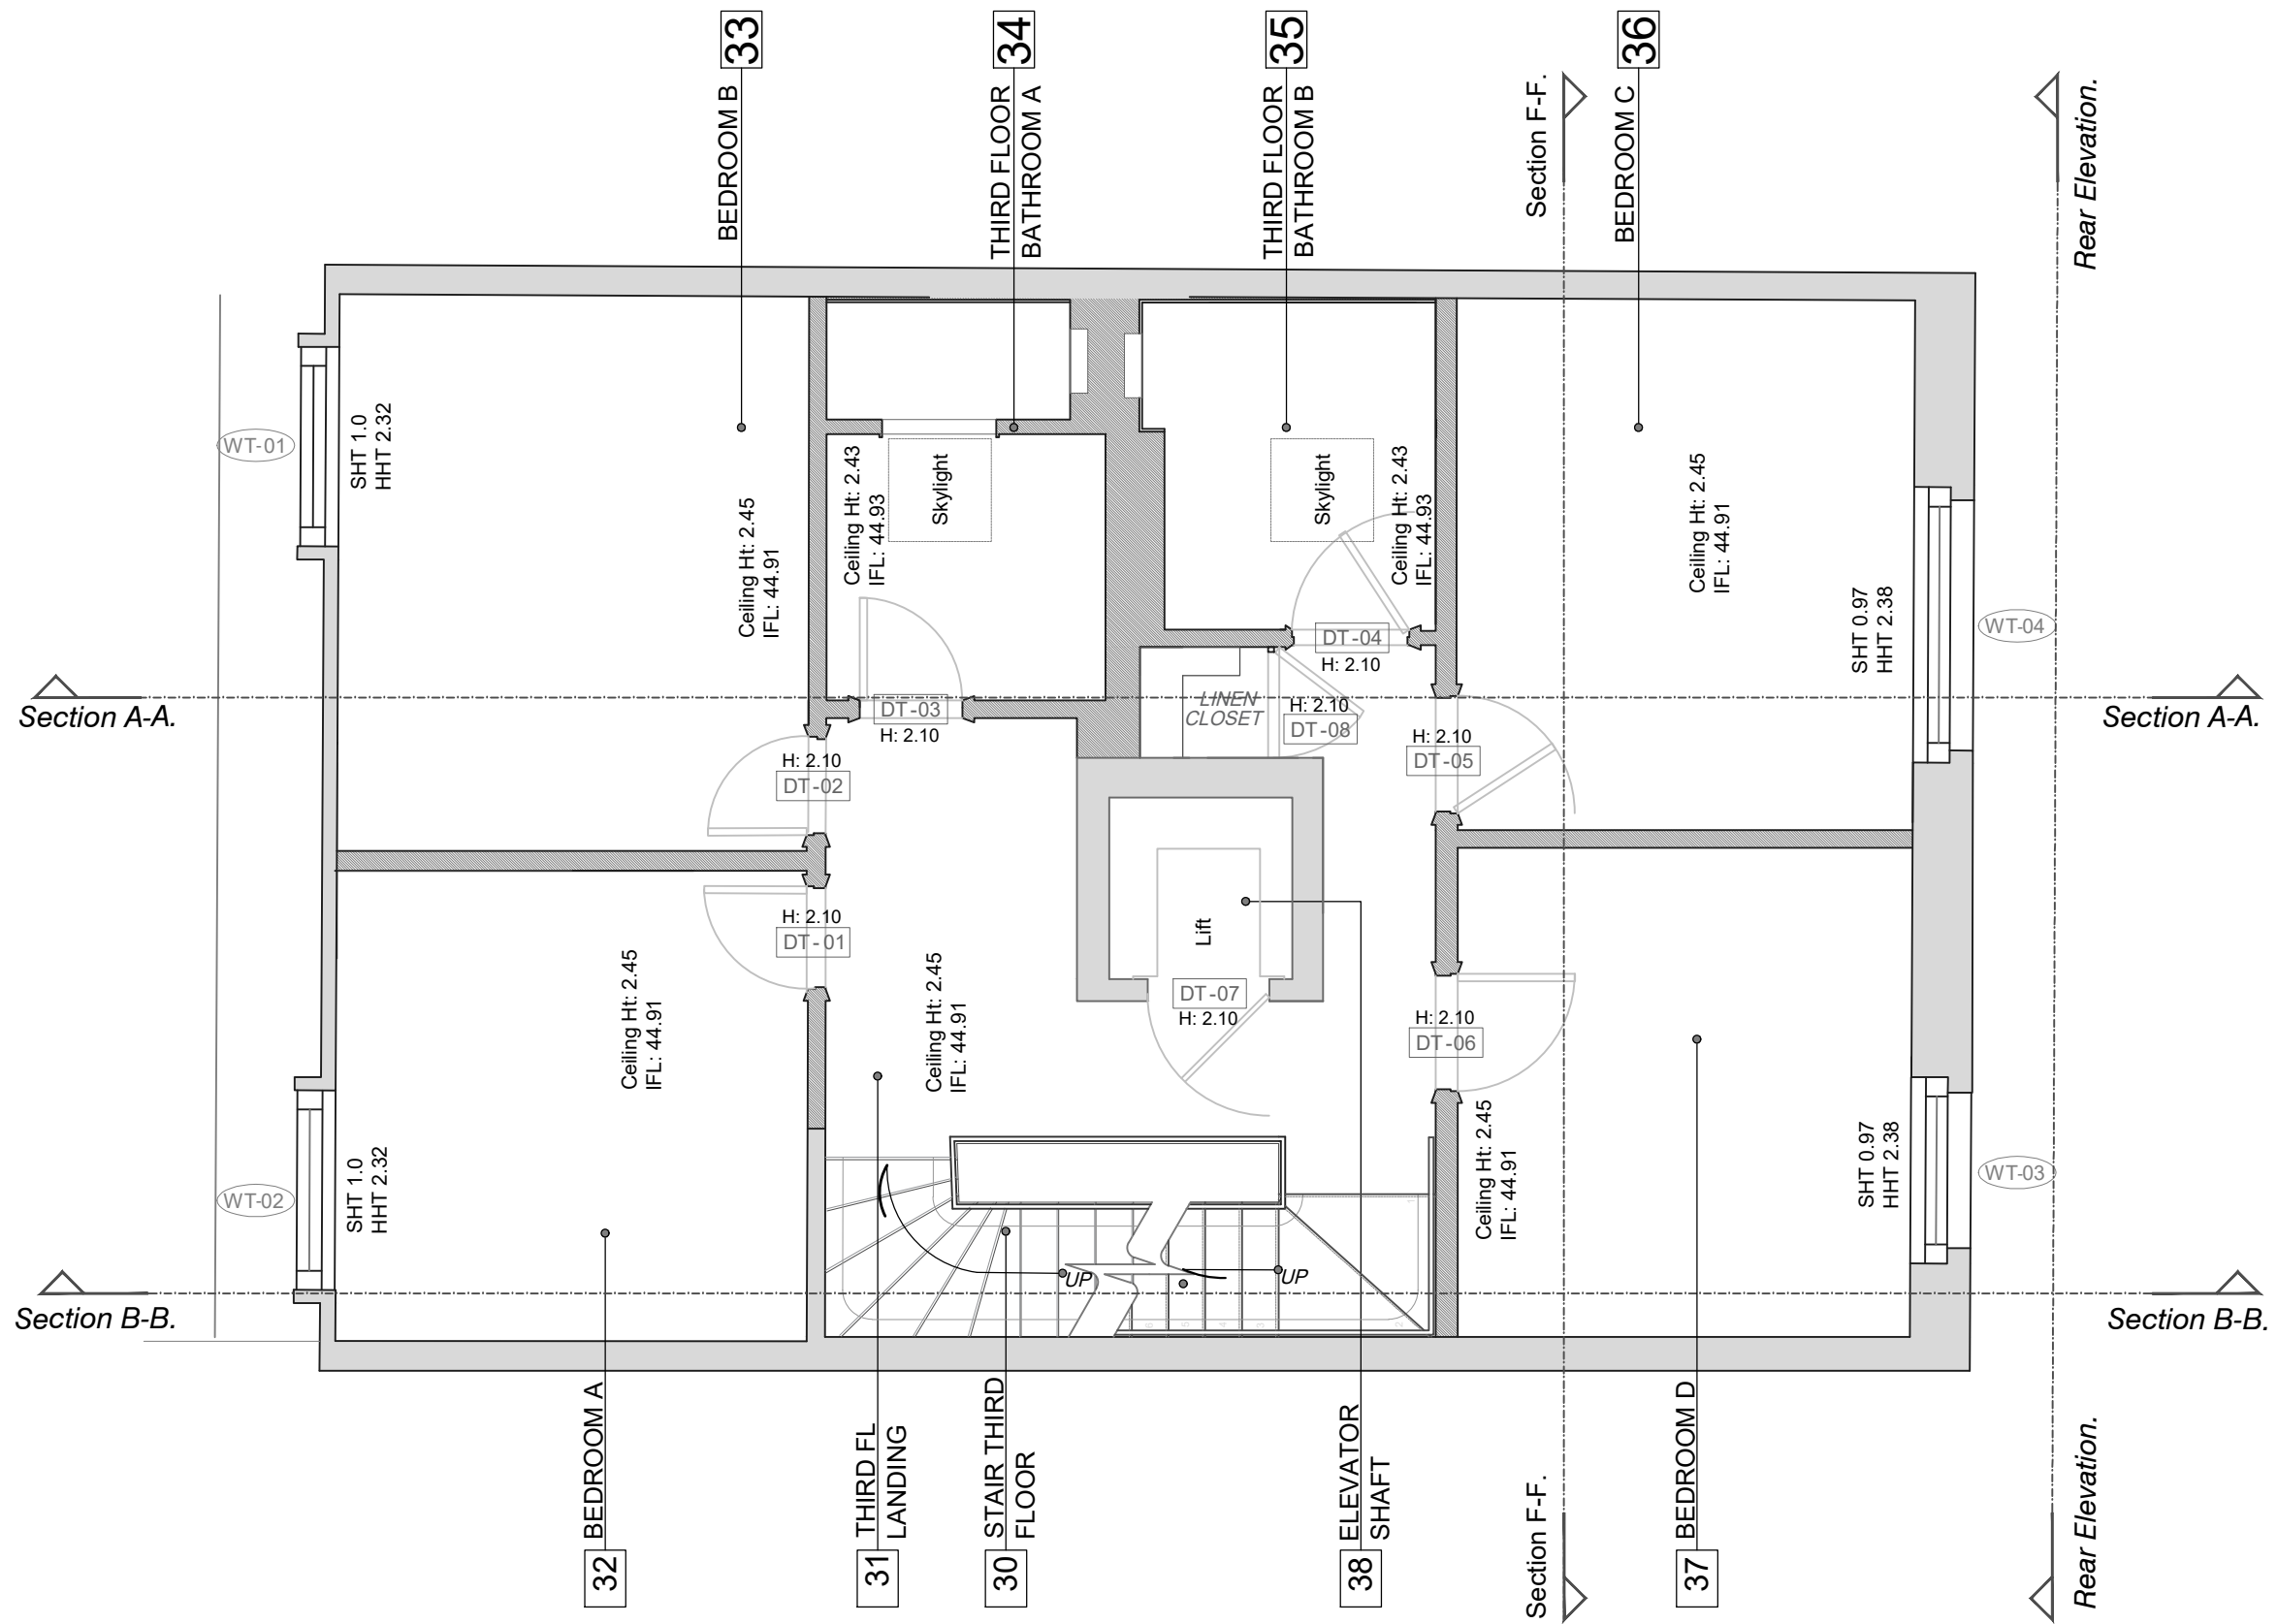 33
BEDROOM B
34
THIRD FLOOR
BATHROOM A
35
THIRD FLOOR
BATHROOM B
Section F-F.
36
BEDROOM C
Rear Elevation.
WT-01
SHT 1.0
HHT 2.32
Ceiling Ht: 2.45
IFL: 44.91
Ceiling Ht: 2.43
IFL: 44.93
Skylight
Skylight
Ceiling Ht: 2.43
IFL: 44.93
Ceiling Ht: 2.45
IFL: 44.91
SHT 0.97
HHT 2.38
WT-04
DT-04
H: 2.10
Section A-A.
Section A-A.
DT-03
H: 2.10
LINEN
CLOSET
H: 2.10
DT-08
H: 2.10
DT-05
H: 2.10
DT-02
H: 2.10
DT-01
Lift
DT-07
H: 2.10
H: 2.10
DT-06
Ceiling Ht: 2.45
IFL: 44.91
Ceiling Ht: 2.45
IFL: 44.91
Ceiling Ht: 2.45
IFL: 44.91
SHT 0.97
HHT 2.38
WT-03
WT-02
SHT 1.0
HHT 2.32
UP
UP
1
2
3
4
5
6
Section B-B.
Section B-B.
32
BEDROOM A
31
THIRD FL
LANDING
30
STAIR THIRD
FLOOR
38
ELEVATOR
SHAFT
Section F-F.
37
BEDROOM D
Rear Elevation.